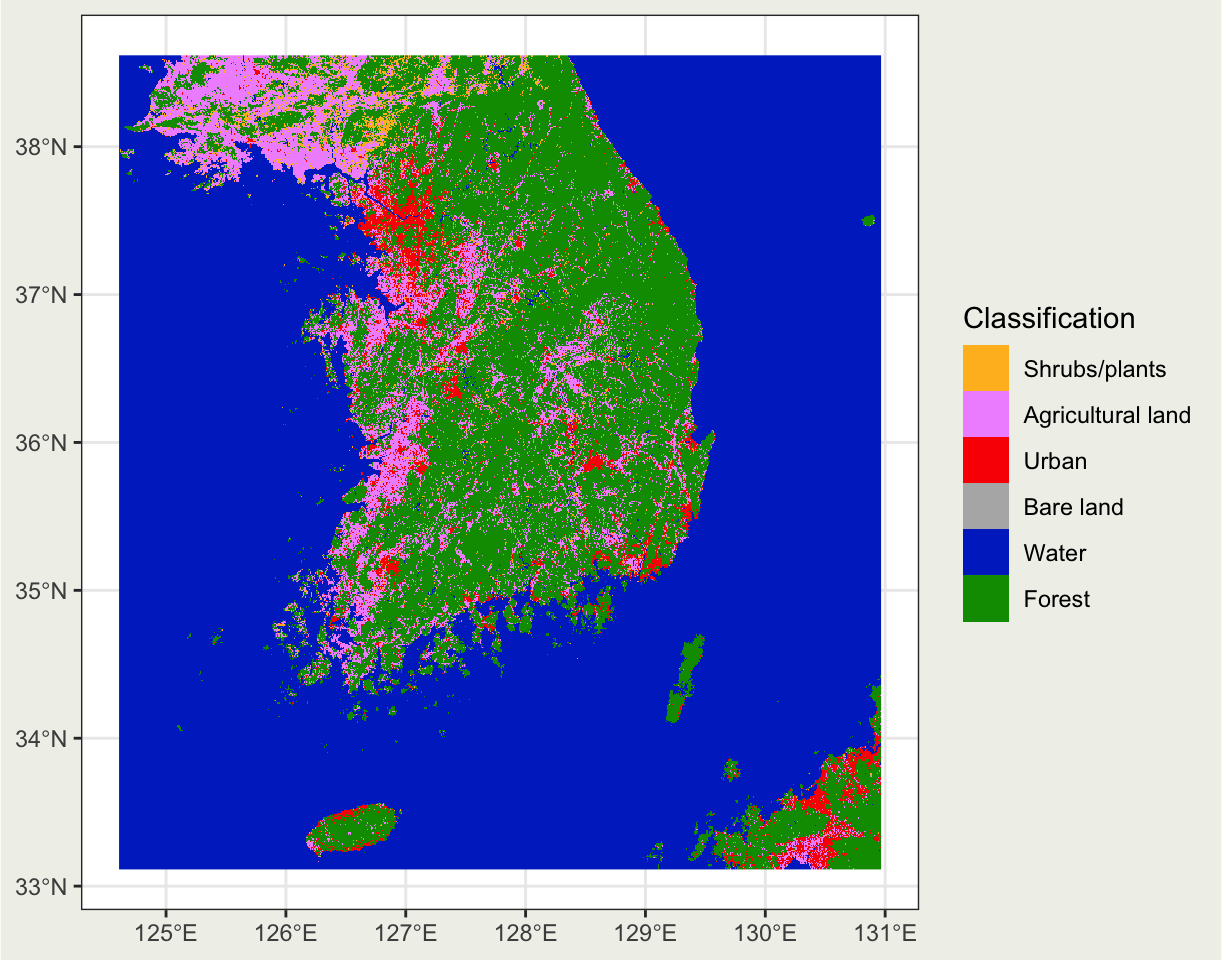 38°N
37°N
36°N
35°N
34°N
33°N
125°E
126°E
127°E
128°E
129°E
130°E
131°E
Classification
Shrubs/plants
Agricultural land
Urban
Bare land
Water
Forest